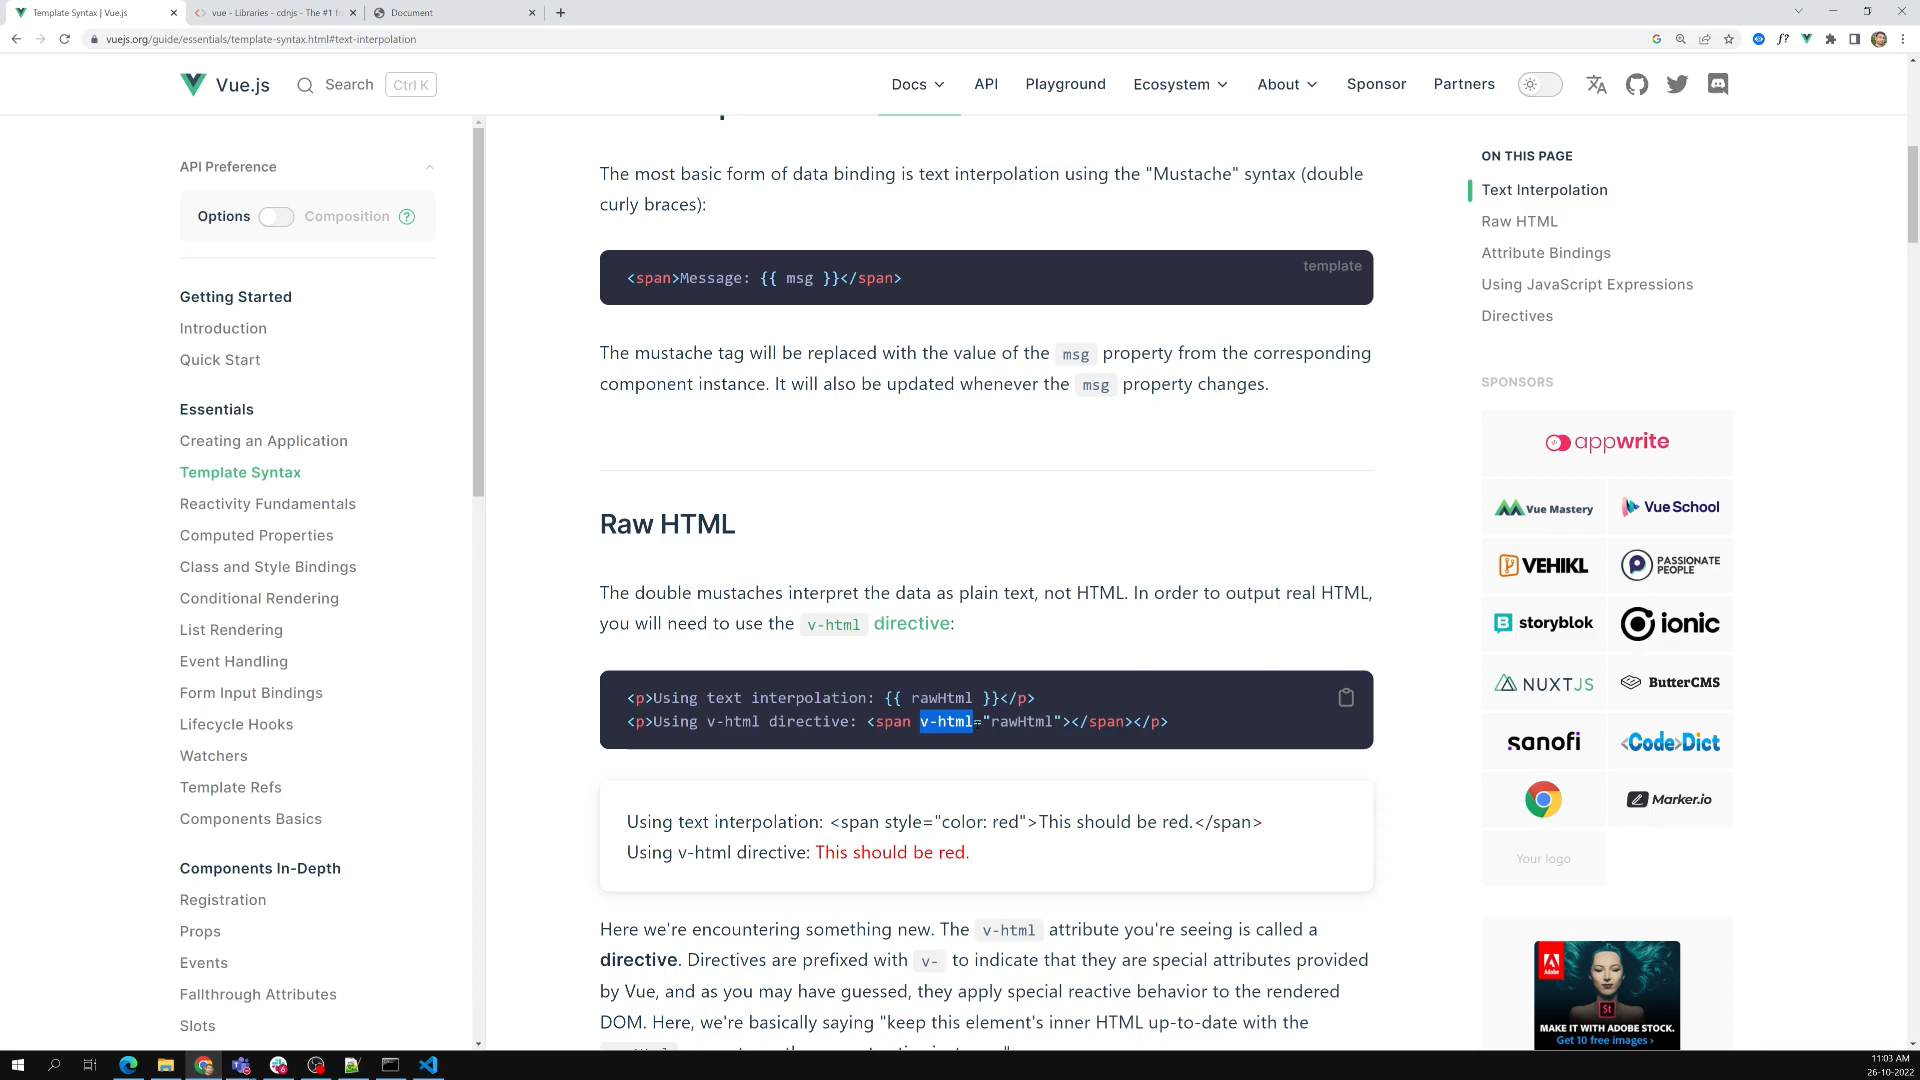 Template Syntax | Vue.js
vue - Libraries - cdnjs - The #1 fr
Document
vuejs.org/guide/essentials/template-syntax.html#text-interpolation
Vue.js
Search
Ctrl K
Docs
API
Playground
Ecosystem
About
Sponsor
Partners
API Preference
Options
Composition
?
Getting Started
Introduction
Quick Start
Essentials
Creating an Application
Template Syntax
Reactivity Fundamentals
Computed Properties
Class and Style Bindings
Conditional Rendering
List Rendering
Event Handling
Form Input Bindings
Lifecycle Hooks
Watchers
Template Refs
Components Basics
Components In-Depth
Registration
Props
Events
Fallthrough Attributes
Slots
The most basic form of data binding is text interpolation using the "Mustache" syntax (double
curly braces):
template
<span>Message: {{ msg }}</span>
The mustache tag will be replaced with the value of the msg property from the corresponding
component instance. It will also be updated whenever the msg property changes.
Raw HTML
The double mustaches interpret the data as plain text, not HTML. In order to output real HTML,
you will need to use the v-html directive:
<p>Using text interpolation: {{ rawHtml }}</p>
<p>Using v-html directive: <span v-html="rawHtml"></span></p>
Using text interpolation: <span style="color: red">This should be red.</span>
Using v-html directive: This should be red.
Here we're encountering something new. The v-html attribute you're seeing is called a
directive. Directives are prefixed with v- to indicate that they are special attributes provided
by Vue, and as you may have guessed, they apply special reactive behavior to the rendered
DOM. Here, we're basically saying "keep this element's inner HTML up-to-date with the
ON THIS PAGE
Text Interpolation
Raw HTML
Attribute Bindings
Using JavaScript Expressions
Directives
SPONSORS
appwrite
Vue Mastery
Vue School
VEHIKL
PASSIONATE
PEOPLE
storyblok
ionic
NUXTJS
ButterCMS
sanofi
<Code>Dict
Marker.io
Your logo
Adobe
St
MAKE IT WITH ADOBE STOCK.
Get 10 free images ›
11:03 AM
26-10-2022